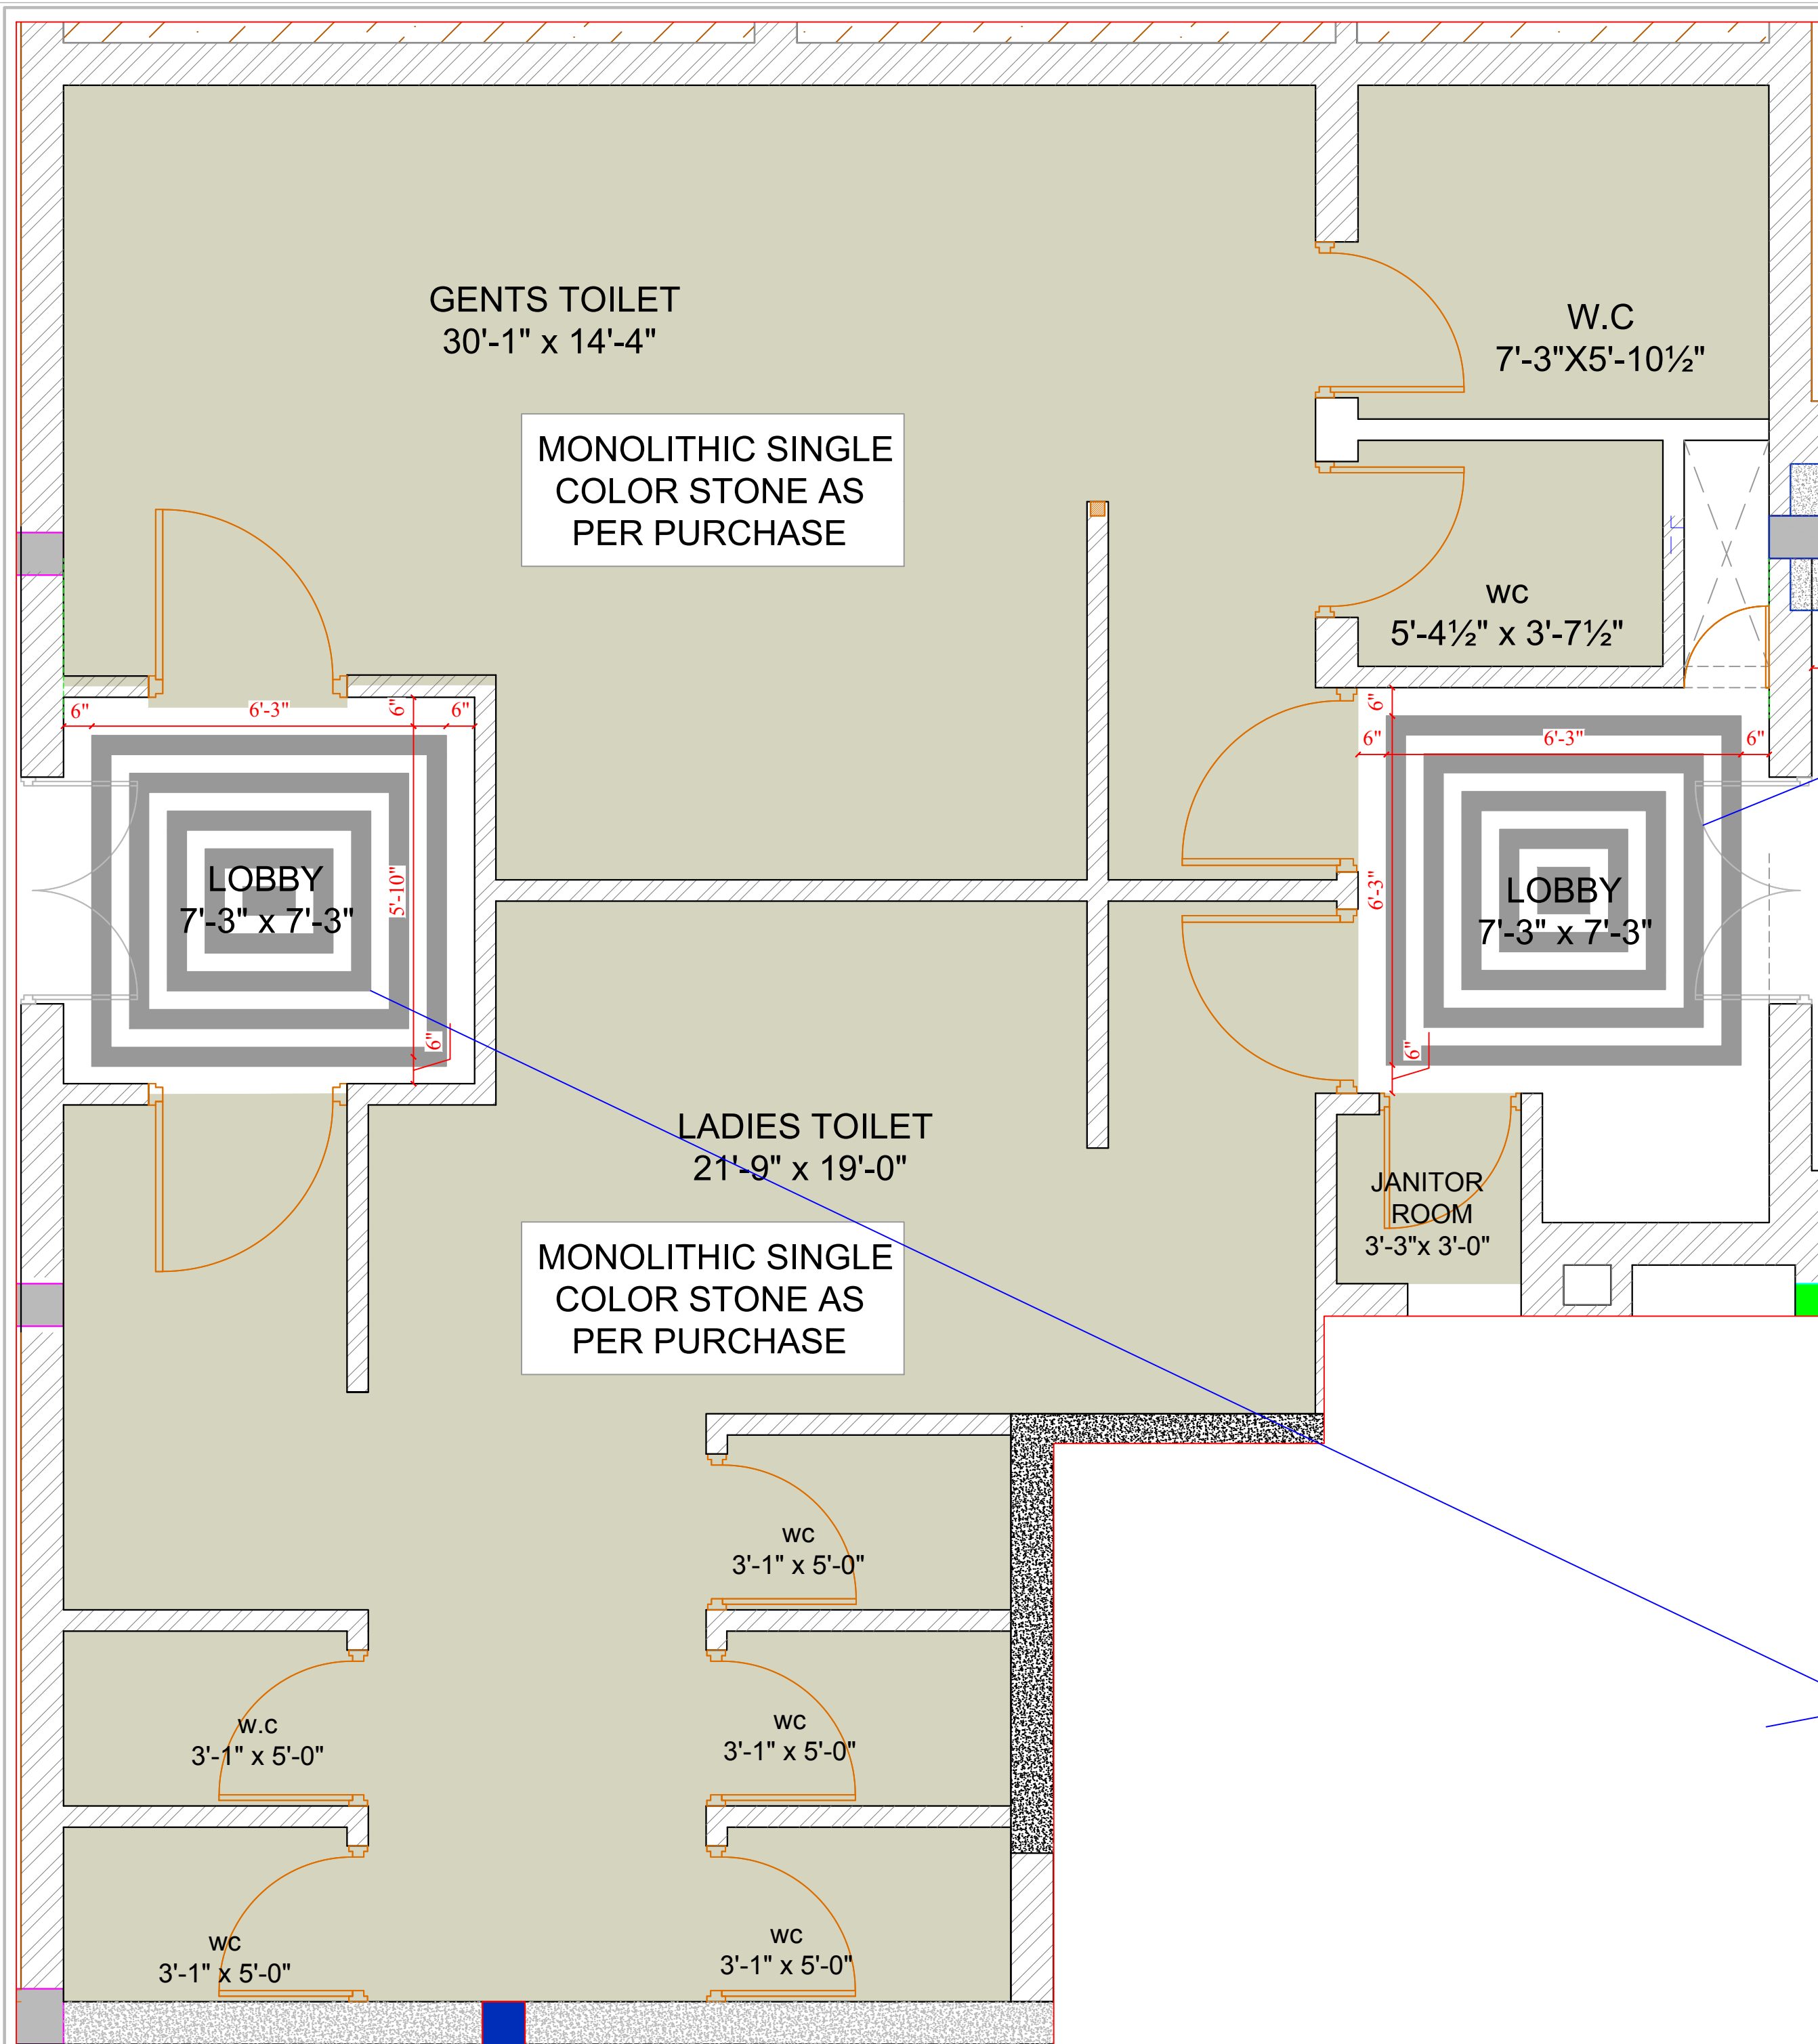 GENTS TOILET
30'-1" x 14'-4"
W.C
7'-3"X5'-10½"
MONOLITHIC SINGLE
COLOR STONE AS
PER PURCHASE
wc
5'-4½" x 3'-7½"
6"
6'-3"
6"
6"
6"
6"
6'-3"
6"
LOBBY
7'-3" x 7'-3"
5'-10"
6"
6'-3"
LOBBY
7'-3" x 7'-3"
6"
LADIES TOILET
21'-9" x 19'-0"
JANITOR
ROOM
3'-3"x 3'-0"
MONOLITHIC SINGLE
COLOR STONE AS
PER PURCHASE
wc
3'-1" x 5'-0"
w.c
3'-1" x 5'-0"
wc
3'-1" x 5'-0"
wc
3'-1" x 5'-0"
wc
3'-1" x 5'-0"